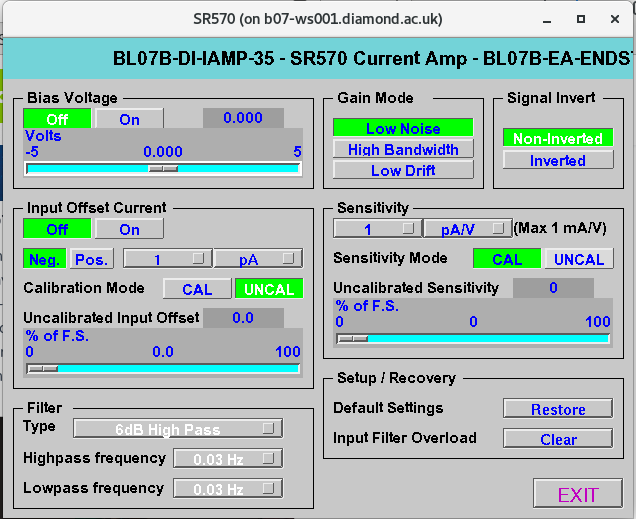 SR570 (on b07-ws001.diamond.ac.uk)
BL07B-DI-IAMP-35 - SR570 Current Amp - BL07B-EA-ENDS
Bias Voltage
Off On 0.000
Volts
-5 0.000 5
Gain Mode
Low Noise
High Bandwidth
Low Drift
Signal Invert
Non-Inverted
Inverted
Input Offset Current
Off On
Neg. Pos. 1 pA
Calibration Mode CAL UNCAL
Uncalibrated Input Offset 0.0
% of F.S.
0 0.0 100
Sensitivity
1 pA/V (Max 1 mA/V)
Sensitivity Mode CAL UNCAL
Uncalibrated Sensitivity 0
% of F.S.
0 0 100
Filter
Type 6dB High Pass
Highpass frequency 0.03 Hz
Lowpass frequency 0.03 Hz
Setup / Recovery
Default Settings Restore
Input Filter Overload Clear
EXIT